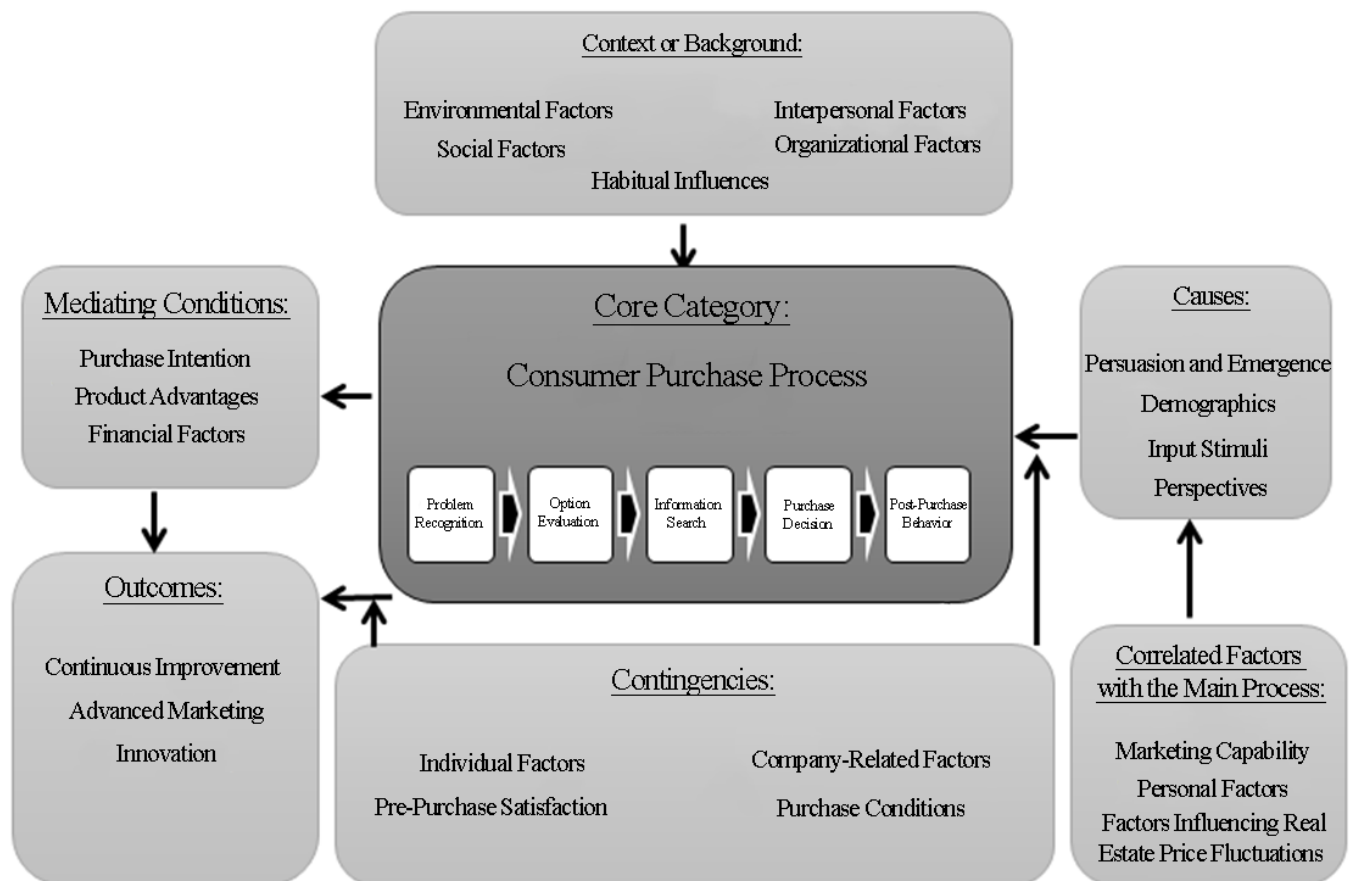 Context or Background:
Environmental Factors
Interpersonal Factors
Social Factors
Organizational Factors
Habitual Influences
Mediating Conditions:
Purchase Intention
Product Advantages
Financial Factors
Core Category:
Consumer Purchase Process
Problem
Recognition
Option
Evaluation
Information
Search
Purchase
Decision
Post-Purchase
Behavior
Causes:
Persuasion and Emergence
Demographics
Input Stimuli
Perspectives
Outcomes:
Continuous Improvement
Advanced Marketing
Innovation
Contingencies:
Individual Factors
Company-Related Factors
Pre-Purchase Satisfaction
Purchase Conditions
Correlated Factors
with the Main Process:
Marketing Capability
Personal Factors
Factors Influencing Real
Estate Price Fluctuations